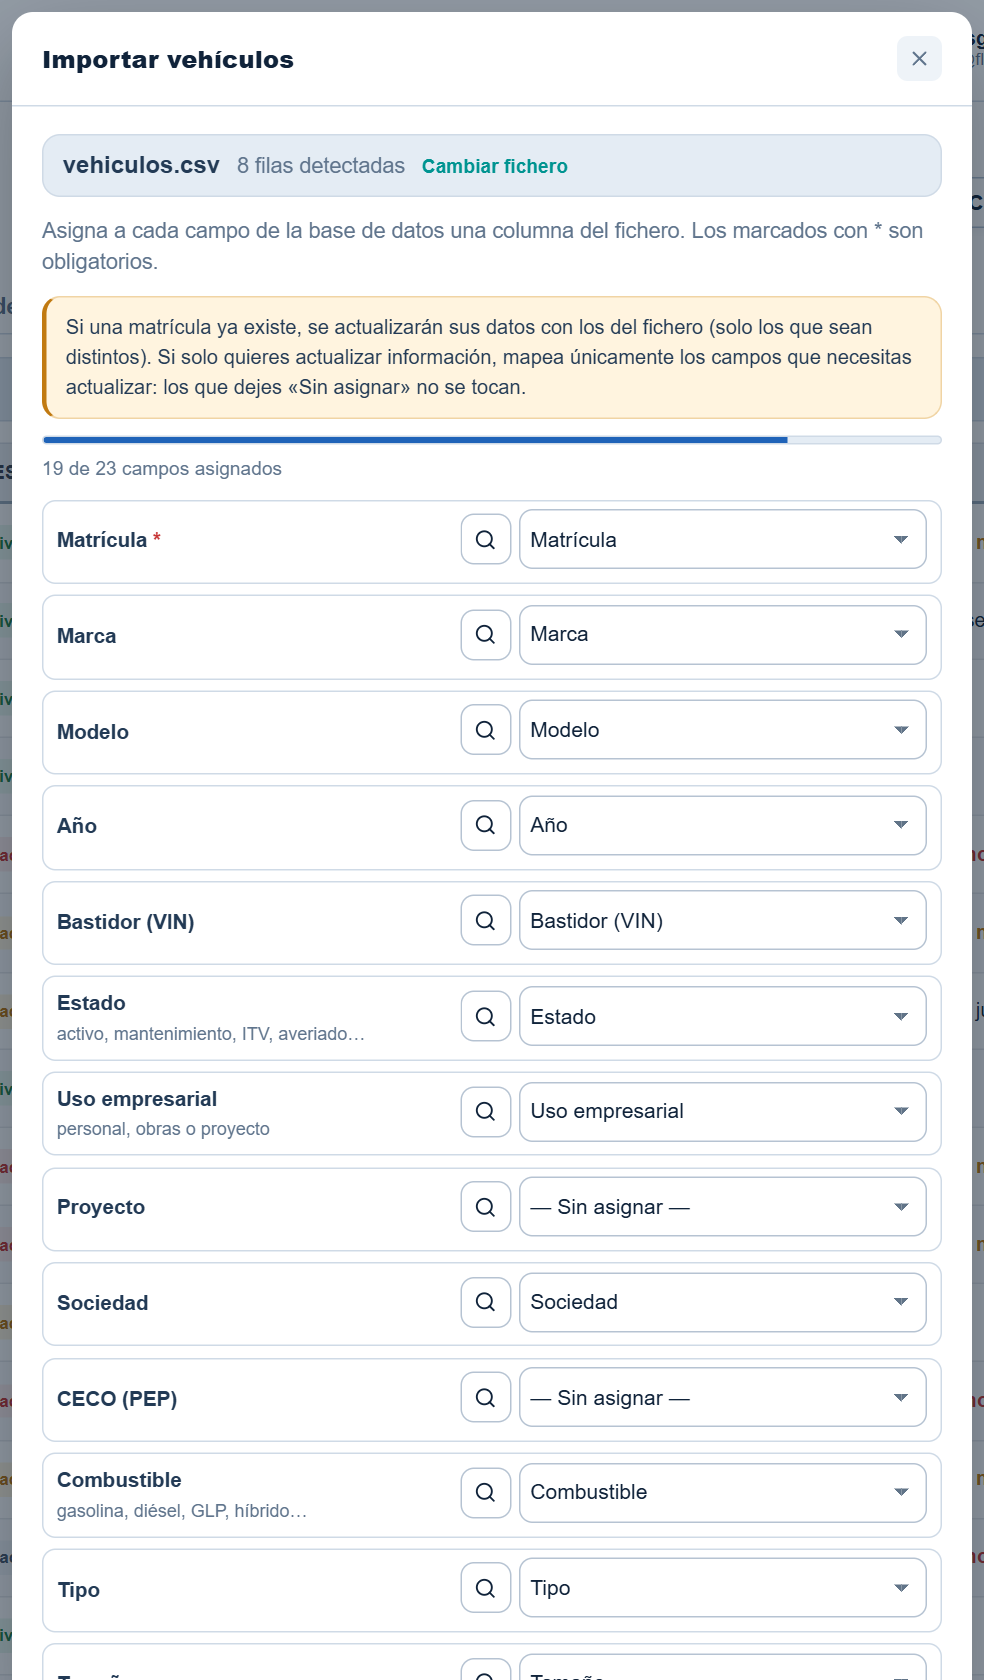 Importar vehículos
vehiculos.csv 8 filas detectadas Cambiar fichero
Asigna a cada campo de la base de datos una columna del fichero. Los marcados con * son
obligatorios.
Si una matrícula ya existe, se actualizarán sus datos con los del fichero (solo los que sean
distintos). Si solo quieres actualizar información, mapea únicamente los campos que necesitas
actualizar: los que dejes «Sin asignar» no se tocan.
19 de 23 campos asignados
Matrícula * Matrícula
Marca Marca
Modelo Modelo
Año Año
Bastidor (VIN) Bastidor (VIN)
Estado Estado
activo, mantenimiento, ITV, averiado…
Uso empresarial Uso empresarial
personal, obras o proyecto
Proyecto — Sin asignar —
Sociedad Sociedad
CECO (PEP) — Sin asignar —
Combustible Combustible
gasolina, diésel, GLP, híbrido…
Tipo Tipo